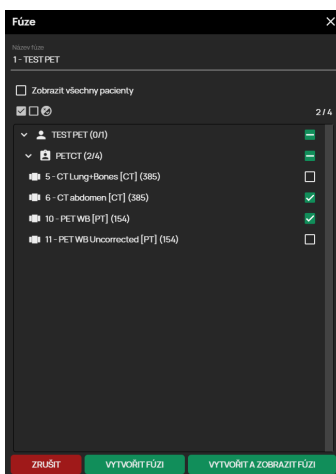 Fúze
Název fúze
1 - TEST PET
Zobrazit všechny pacienty
2/4
TEST PET (0/1)
PETCT (2/4)
5 - CT Lung+Bones [CT] (385)
6 - CT abdomen [CT] (385)
10 - PET WB [PT] (154)
11 - PET WB Uncorrected [PT] (154)
ZRUŠIT VYTVOŘIT FÚZI VYTVOŘIT A ZOBRAZIT FÚZI